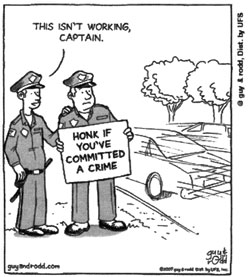 THIS ISN'T WORKING,
CAPTAIN.
HONK IF
YOU'VE
COMMITTED
A CRIME
guyandrodd.com
© guy & rodd, Dist. by UFS